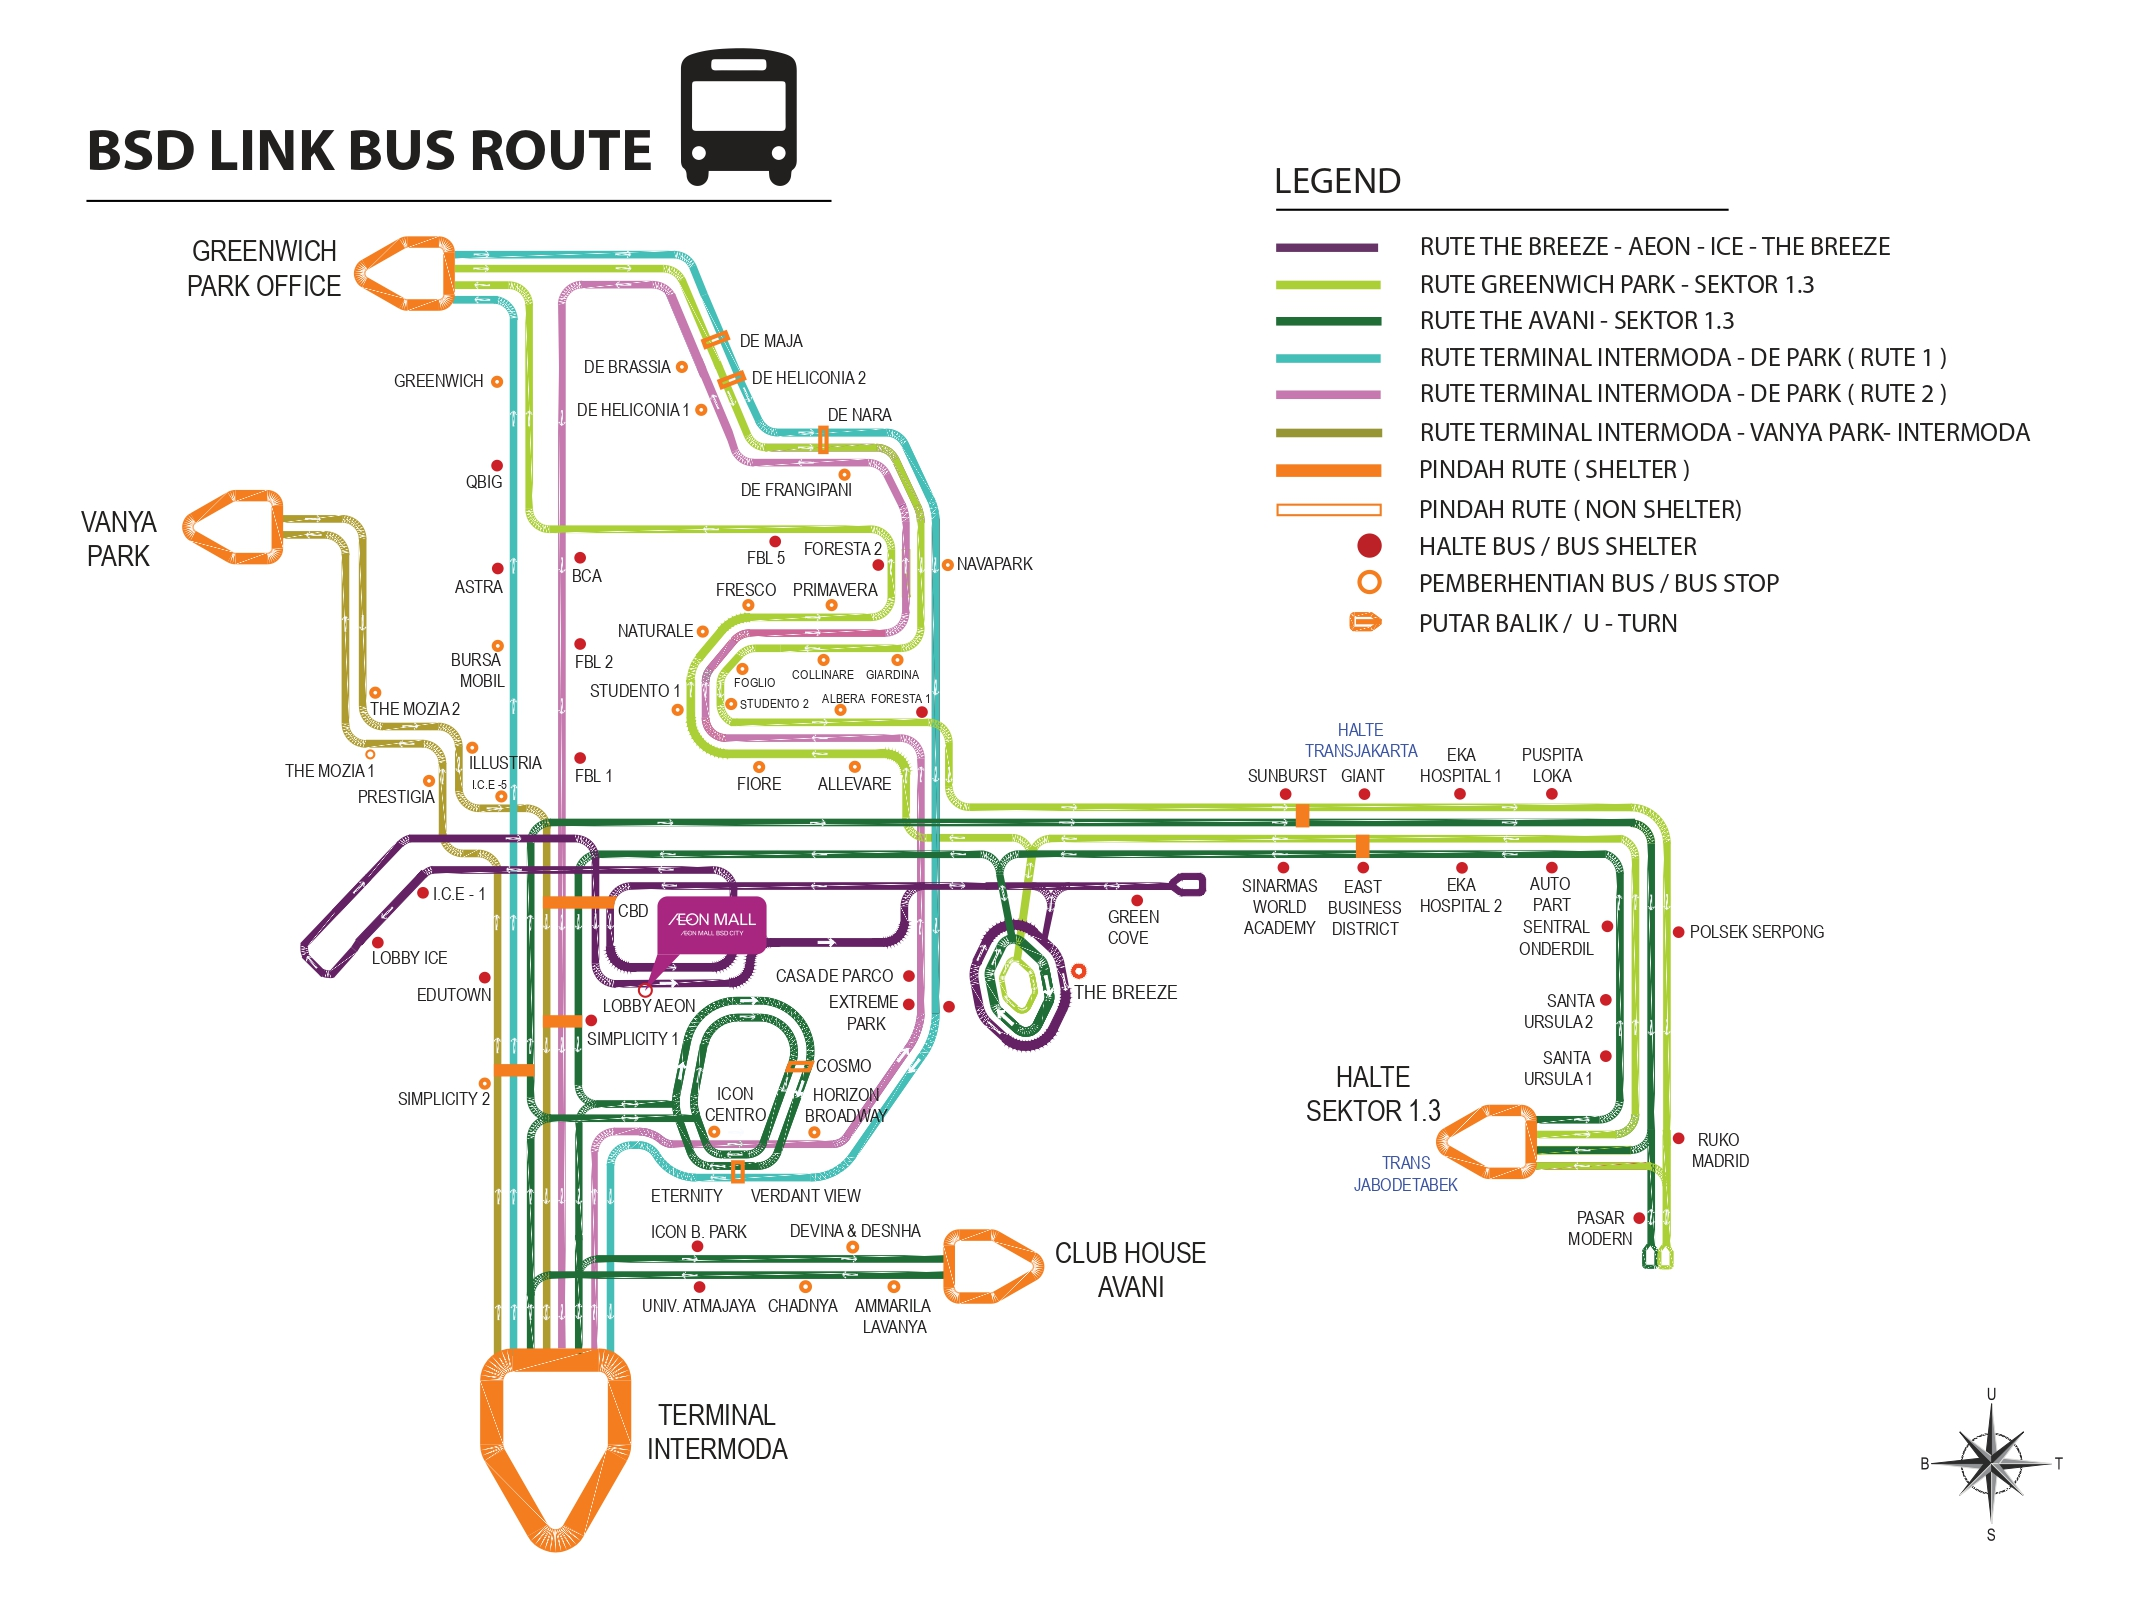 BSD LINK BUS ROUTE
LEGEND
RUTE THE BREEZE - AEON - ICE - THE BREEZE
RUTE GREENWICH PARK - SEKTOR 1.3
RUTE THE AVANI - SEKTOR 1.3
RUTE TERMINAL INTERMODA - DE PARK ( RUTE 1 )
RUTE TERMINAL INTERMODA - DE PARK ( RUTE 2 )
RUTE TERMINAL INTERMODA - VANYA PARK- INTERMODA
PINDAH RUTE ( SHELTER )
PINDAH RUTE ( NON SHELTER)
HALTE BUS / BUS SHELTER
PEMBERHENTIAN BUS / BUS STOP
PUTAR BALIK / U - TURN
GREENWICH
PARK OFFICE
DE MAJA
DE BRASSIA
DE HELICONIA 2
GREENWICH
DE HELICONIA 1
DE NARA
QBIG
DE FRANGIPANI
VANYA
PARK
FBL 5
FORESTA 2
NAVAPARK
ASTRA
BCA
FRESCO
PRIMAVERA
NATURALE
BURSA
MOBIL
FBL 2
FOGLIO
COLLINARE
GIARDINA
STUDENTO 1
STUDENTO 2
ALBERA
FORESTA 1
THE MOZIA 2
THE MOZIA 1
ILLUSTRIA
I.C.E -5
PRESTIGIA
FBL 1
FIORE
ALLEVARE
HALTE
TRANSJAKARTA
SUNBURST
GIANT
EKA
HOSPITAL 1
PUSPITA
LOKA
I.C.E - 1
CBD
ÆON MALL
ÆON MALL BSD CITY
GREEN
COVE
SINARMAS
WORLD
ACADEMY
EAST
BUSINESS
DISTRICT
EKA
HOSPITAL 2
AUTO
PART
SENTRAL
ONDERDIL
POLSEK SERPONG
LOBBY ICE
EDUTOWN
LOBBY AEON
CASA DE PARCO
EXTREME
PARK
THE BREEZE
SANTA
URSULA 2
SIMPLICITY 1
SANTA
URSULA 1
COSMO
SIMPLICITY 2
ICON
CENTRO
HORIZON
BROADWAY
HALTE
SEKTOR 1.3
RUKO
MADRID
TRANS
JABODETABEK
ETERNITY
VERDANT VIEW
PASAR
MODERN
ICON B. PARK
DEVINA & DESNHA
CLUB HOUSE
AVANI
UNIV. ATMAJAYA
CHADNYA
AMMARILA
LAVANYA
TERMINAL
INTERMODA
U
B
T
S